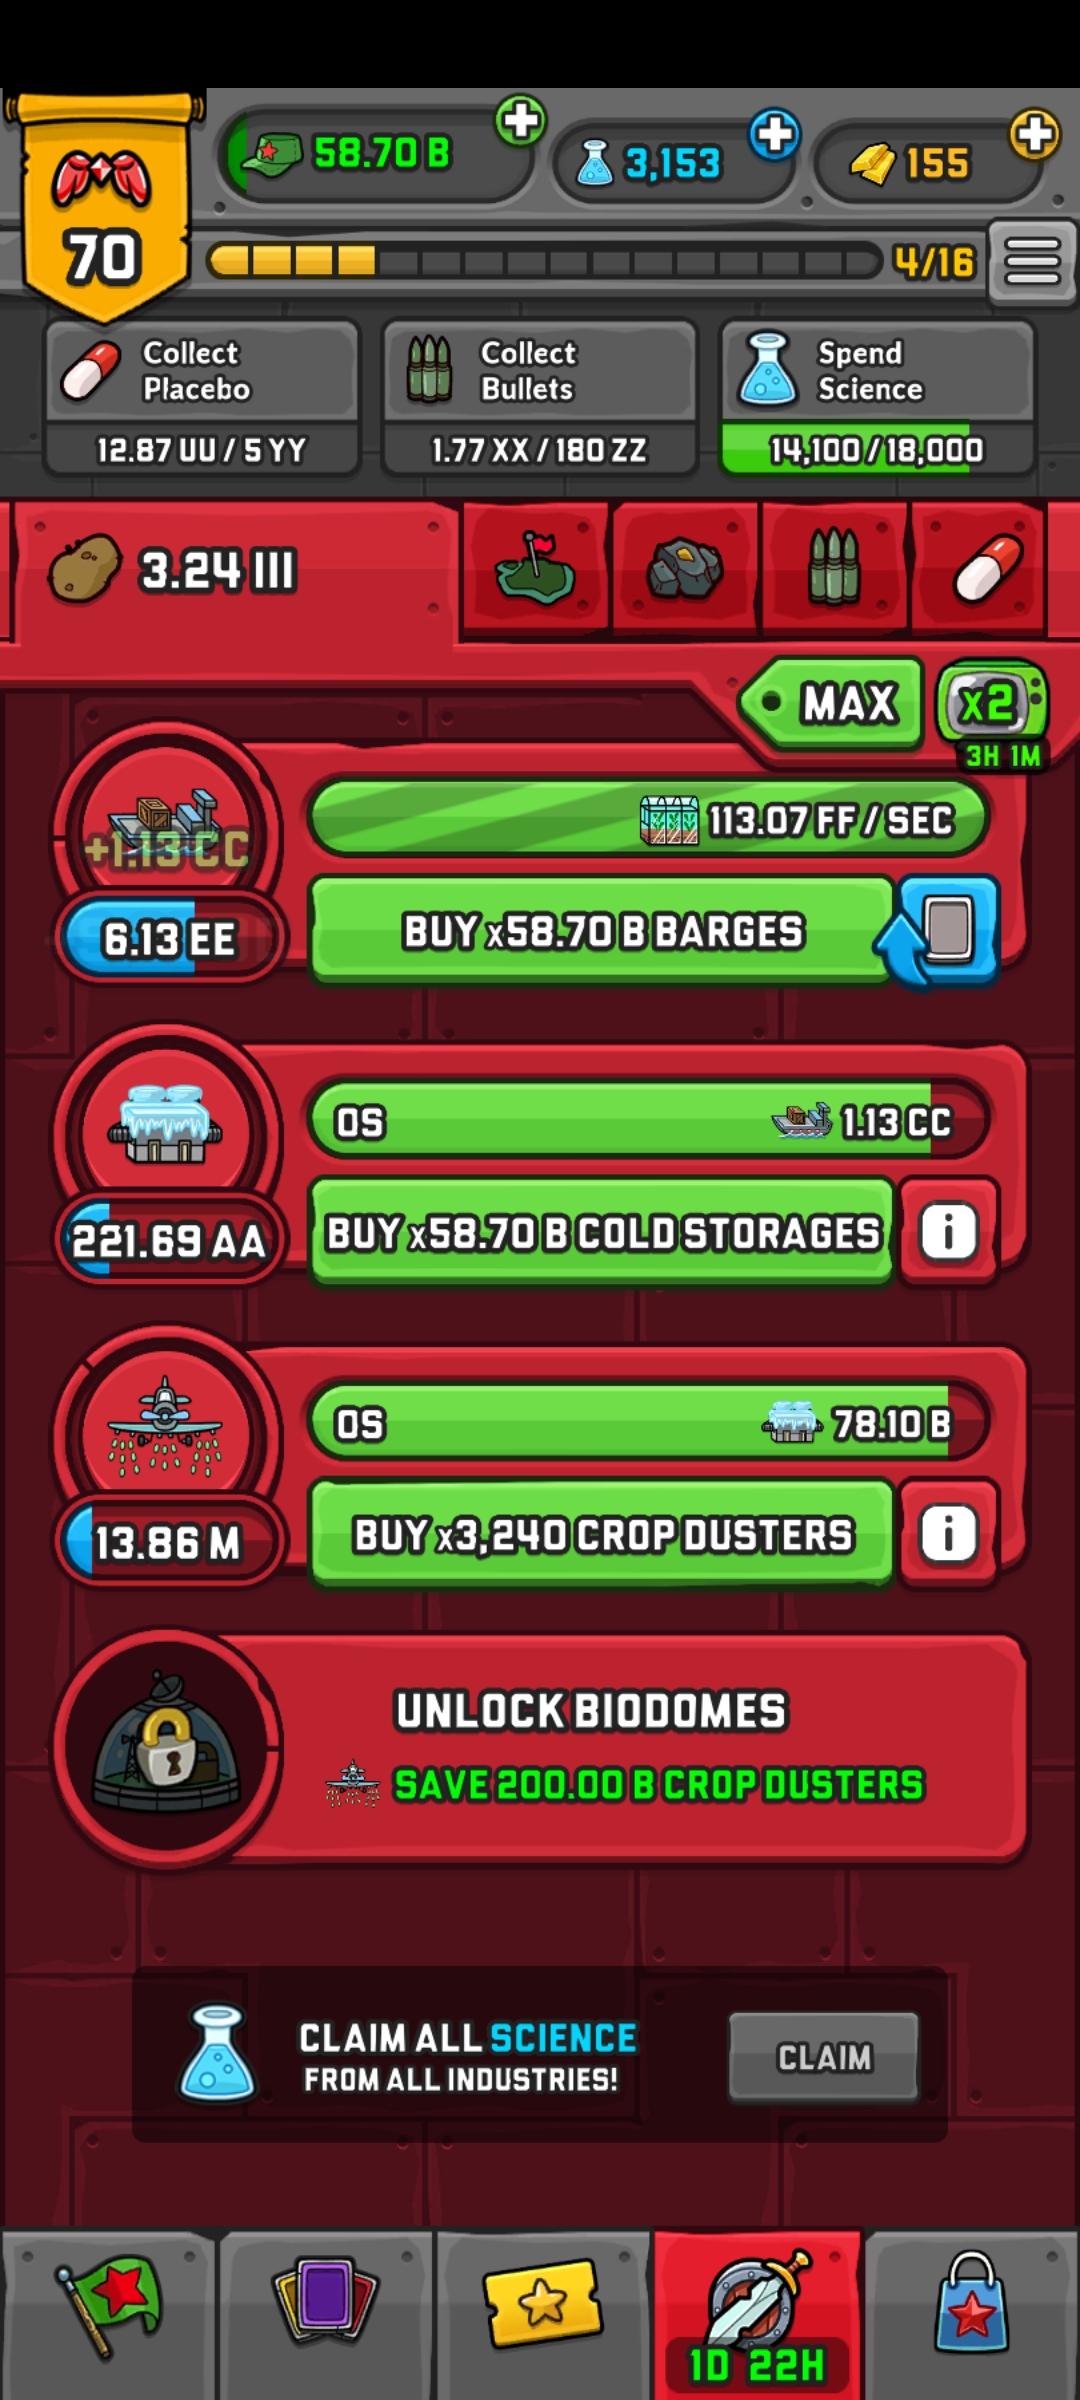 58.70 B
3,153
155
70
4/16
Collect
Placebo
12.87 UU / 5 YY
Collect
Bullets
1.77 XX / 180 ZZ
Spend
Science
14,100 / 18,000
3.24 III
MAX
x2
3H 1M
+1.13 CC
113.07 FF / SEC
6.13 EE
BUY x58.70 B BARGES
0S
1.13 CC
221.69 AA
BUY x58.70 B COLD STORAGES
i
0S
78.10 B
13.86 M
BUY x3,240 CROP DUSTERS
i
UNLOCK BIODOMES
SAVE 200.00 B CROP DUSTERS
CLAIM ALL SCIENCE
FROM ALL INDUSTRIES!
CLAIM
1D 22H